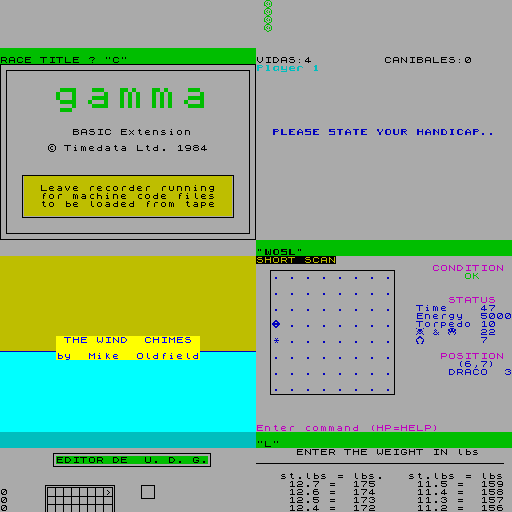 RACE TITLE ? "C"
gamma
BASIC Extension
© Timedata Ltd. 1984
Leave recorder running
for machine code files
to be loaded from tape
VIDAS:4 CANIBALES:0
Player 1
PLEASE STATE YOUR HANDICAP..
"W05L"
THE WIND CHIMES
by Mike Oldfield
SHORT SCAN
CONDITION
OK
STATUS
Time 47
Energy 5000
Torpedo 10
& 22
7
POSITION
(6,7)
DRACO 3
Enter command (HP=HELP)
EDITOR DE U. D. G.
0
0
0
"L"
ENTER THE WEIGHT IN lbs
st.lbs = lbs. st.lbs = lbs
12.7 = 175 11.5 = 159
12.6 = 174 11.4 = 158
12.5 = 173 11.3 = 157
12.4 = 172 11.2 = 156